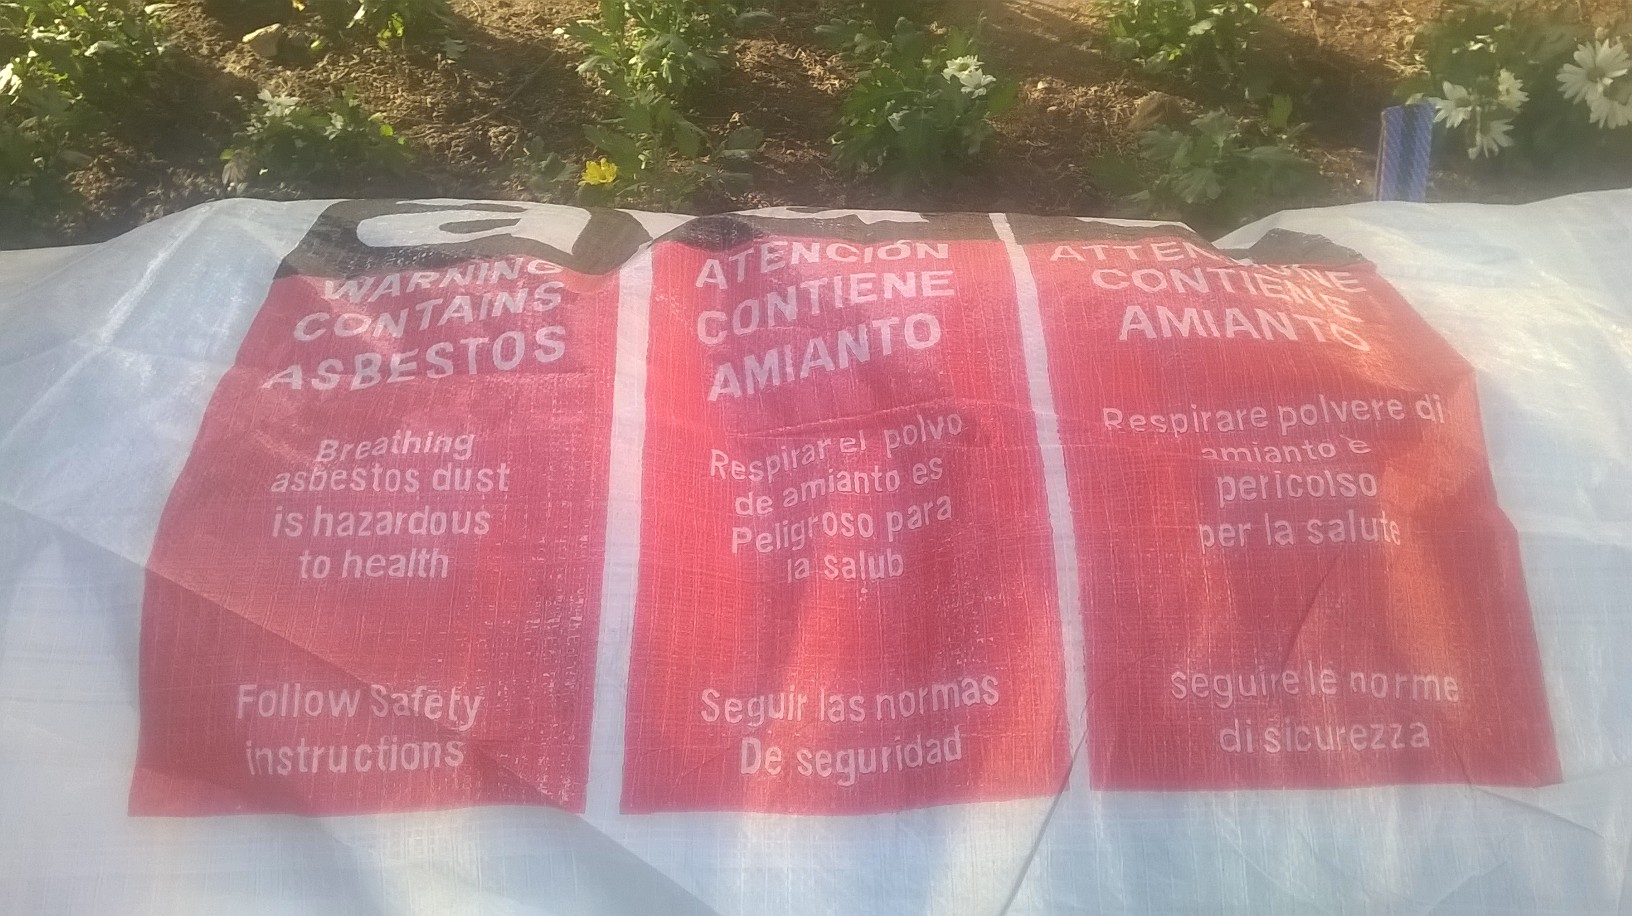 a
WARNING
CONTAINS
ASBESTOS
Breathing
asbestos dust
is hazardous
to health
Follow Safety
instructions
ATENCION
CONTIENE
AMIANTO
Respirar el polvo
de amianto es
Peligroso para
la salub
Seguir las normas
De seguridad
CONTIENE
AMIANTO
Respirare polvere di
amianto e
pericolso
per la salute
seguire le norme
di sicurezza